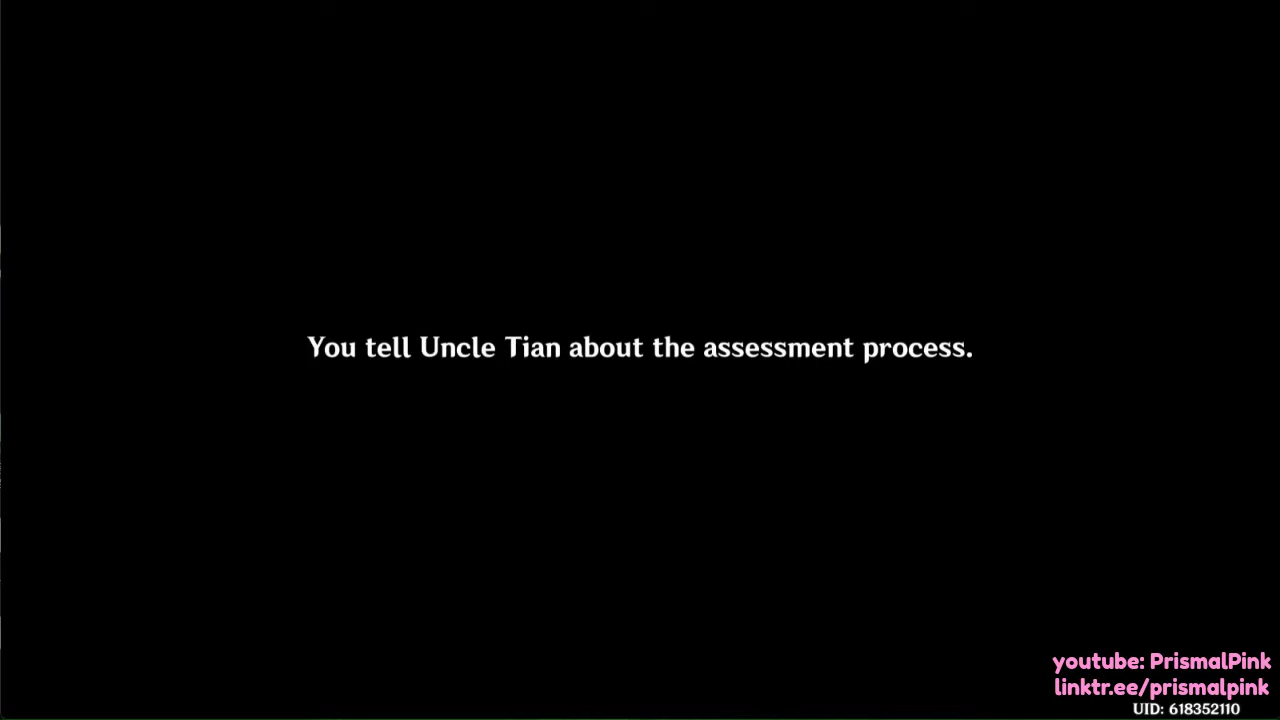 You tell Uncle Tian about the assessment process.
youtube: PrismalPink
linktr.ee/prismalpink
UID: 618352110